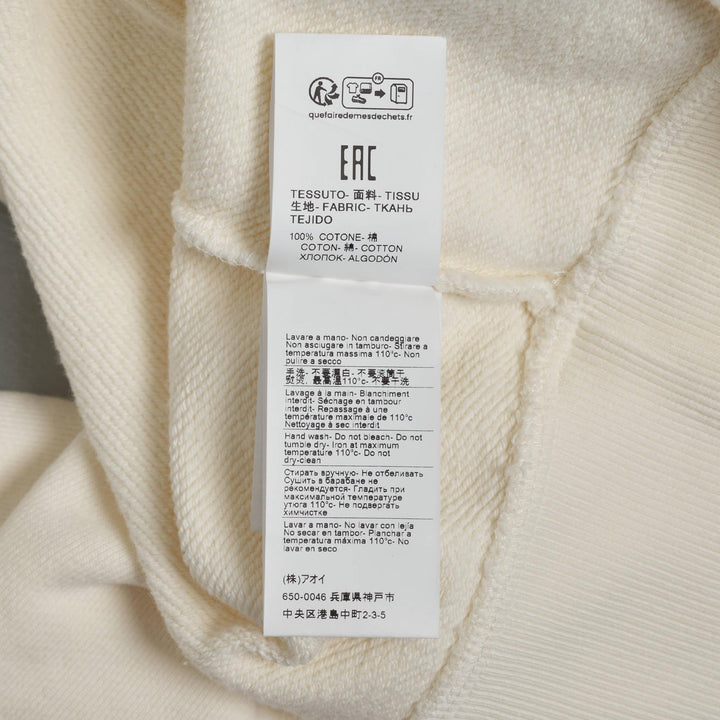 FR
quefairedemesdechets.fr
EAC
TESSUTO- 面料- TISSU
生地- FABRIC- ТКАНЬ
TEJIDO
100% COTONE- 棉
COTON- 綿- COTTON
ХЛОПОК- ALGODÓN
Lavare a mano- Non candeggiare
Non asciugare in tamburo- Stirare a
temperatura massima 110°c- Non
pulire a secco
手洗- 不要漂白- 不要滚筒干
熨烫, 最高温110°c- 不要干洗
Lavage à la main- Blanchiment
interdit- Séchage en tambour
interdit- Repassage à une
température maximale de 110°c
Nettoyage à sec interdit
Hand wash- Do not bleach- Do not
tumble dry- Iron at maximum
temperature 110°c- Do not
dry-clean
Стирать вручную- Не отбеливать
Сушить в барабане не
рекомендуется- Гладить при
максимальной температуре
утюга 110°c- Не подвергать
химчистке
Lavar a mano- No lavar con lejía
No secar en tambor- Planchar a
temperatura máxima 110°c- No
lavar en seco
(株)アオイ
650-0046 兵庫県神戸市
中央区港島中町2-3-5